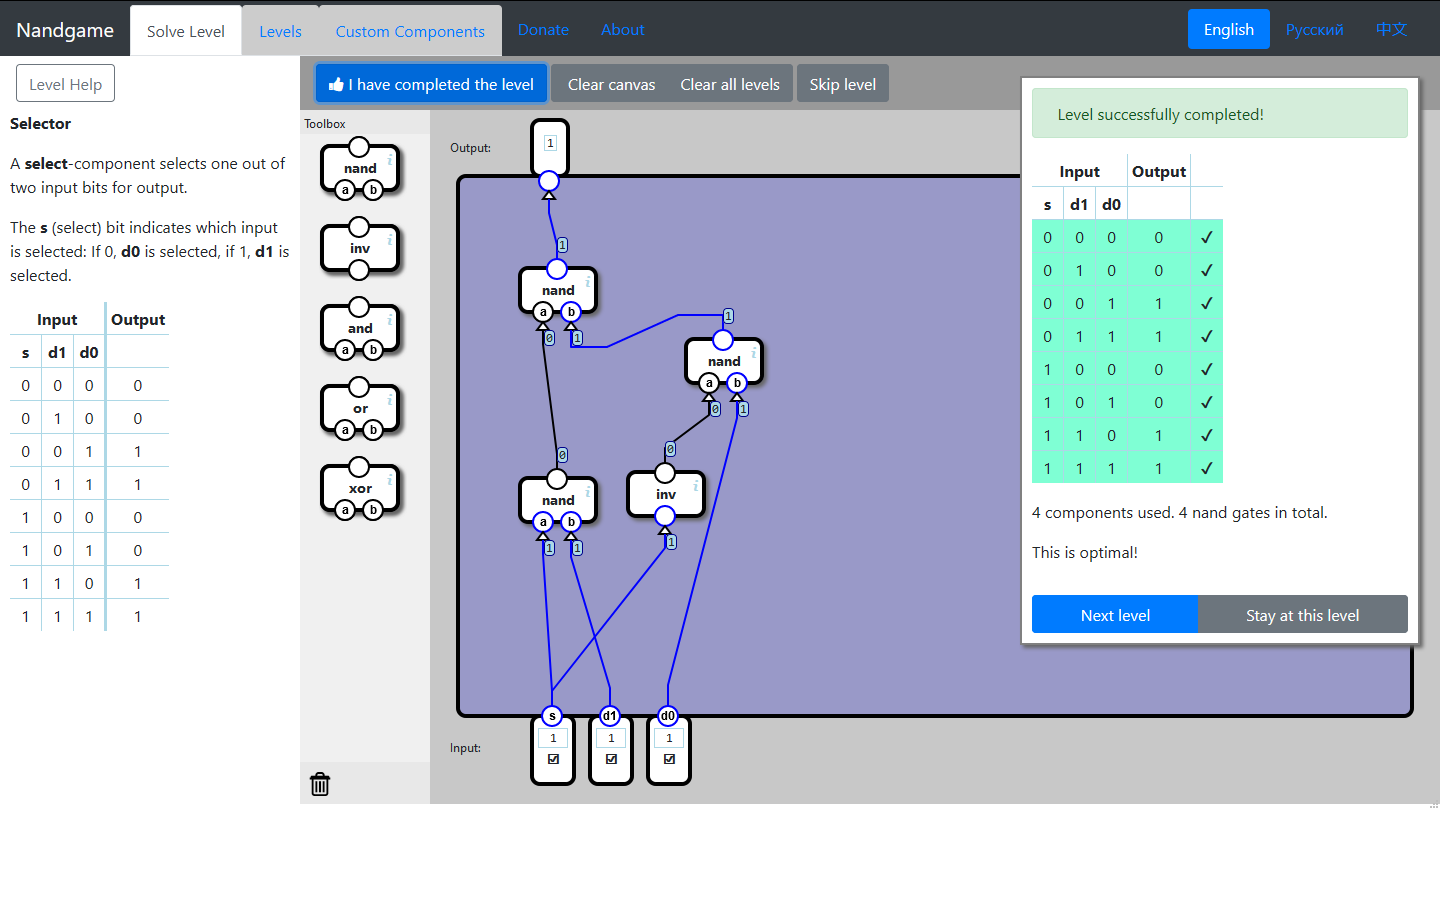 Nandgame
Solve Level
Levels
Custom Components
Donate
About
English
Русский
中文
Level Help
I have completed the level
Clear canvas
Clear all levels
Skip level
Selector
A select-component selects one out of
two input bits for output.
The s (select) bit indicates which input
is selected: If 0, d0 is selected, if 1, d1 is
selected.
Input Output
s d1 d0
0 0 0 0
0 1 0 0
0 0 1 1
0 1 1 1
1 0 0 0
1 0 1 0
1 1 0 1
1 1 1 1
Toolbox
nand
a b
inv
and
a b
or
a b
xor
a b
Output:
1
1
nand
a b
0 1
1
nand
a b
0 1
0
nand
a b
1 1
0
inv
1
s d1 d0
Input:
1 1 1
Level successfully completed!
Input Output
s d1 d0
0 0 0 0 ✓
0 1 0 0 ✓
0 0 1 1 ✓
0 1 1 1 ✓
1 0 0 0 ✓
1 0 1 0 ✓
1 1 0 1 ✓
1 1 1 1 ✓
4 components used. 4 nand gates in total.
This is optimal!
Next level
Stay at this level